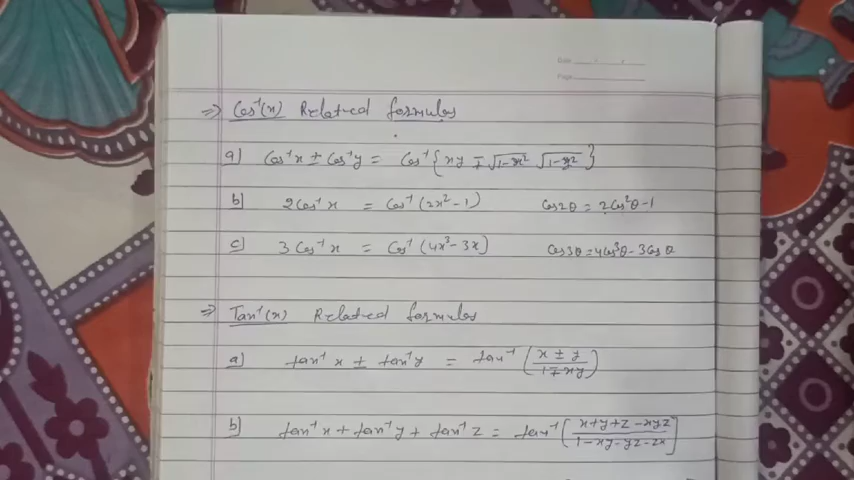 Date
Page
⇒ Cos⁻¹(x) Related formulas
a) Cos⁻¹x ± Cos⁻¹y = Cos⁻¹{xy ∓ √1-x² √1-y²}
b) 2Cos⁻¹x = Cos⁻¹(2x²-1) Cos2θ = 2Cos²θ-1
c) 3Cos⁻¹x = Cos⁻¹(4x³-3x) Cos3θ = 4Cos³θ-3Cosθ
⇒ Tan⁻¹(x) Related formulas
a) tan⁻¹x ± tan⁻¹y = tan⁻¹(x±y / 1∓xy)
b) tan⁻¹x + tan⁻¹y + tan⁻¹z = tan⁻¹[x+y+z-xyz / 1-xy-yz-zx]